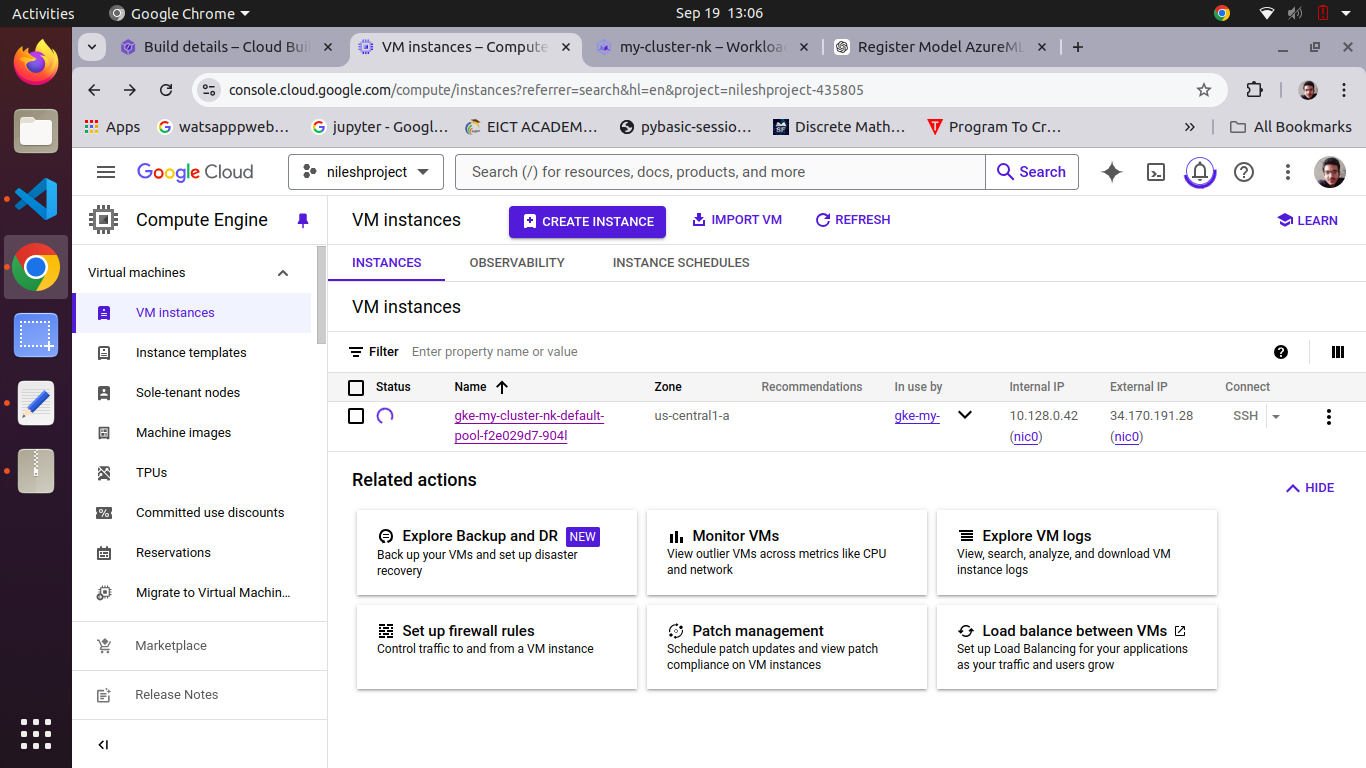 Activities
Google Chrome
Sep 19 13:06
Build details – Cloud Buil
VM instances – Compute
my-cluster-nk – Workloa
Register Model AzureML
console.cloud.google.com/compute/instances?referrer=search&hl=en&project=nileshproject-435805
Apps
watsapppweb...
jupyter - Googl...
EICT ACADEM...
pybasic-sessio...
Discrete Math...
Program To Cr...
All Bookmarks
Google Cloud
nileshproject
Search (/) for resources, docs, products, and more
Search
Compute Engine
VM instances
CREATE INSTANCE
IMPORT VM
REFRESH
LEARN
Virtual machines
VM instances
Instance templates
Sole-tenant nodes
Machine images
TPUs
Committed use discounts
Reservations
Migrate to Virtual Machin...
Marketplace
Release Notes
INSTANCES
OBSERVABILITY
INSTANCE SCHEDULES
VM instances
Filter Enter property name or value
Status Name Zone Recommendations In use by Internal IP External IP Connect
gke-my-cluster-nk-default- us-central1-a gke-my- 10.128.0.42 34.170.191.28 SSH
pool-f2e029d7-904l (nic0) (nic0)
Related actions
HIDE
Explore Backup and DR NEW
Back up your VMs and set up disaster
recovery
Monitor VMs
View outlier VMs across metrics like CPU
and network
Explore VM logs
View, search, analyze, and download VM
instance logs
Set up firewall rules
Control traffic to and from a VM instance
Patch management
Schedule patch updates and view patch
compliance on VM instances
Load balance between VMs
Set up Load Balancing for your applications
as your traffic and users grow